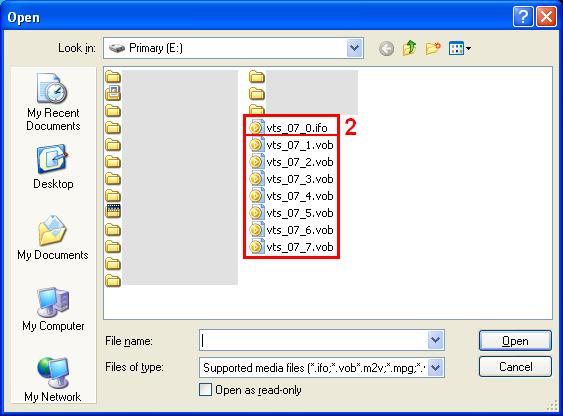 Open
Look in:
Primary (E:)
My Recent
Documents
Desktop
My Documents
My Computer
My Network
vts_07_0.ifo
2
vts_07_1.vob
vts_07_2.vob
vts_07_3.vob
vts_07_4.vob
vts_07_5.vob
vts_07_6.vob
vts_07_7.vob
File name:
Open
Files of type:
Supported media files (*.ifo;*.vob*.m2v;*.mpg;*.
Cancel
Open as read-only